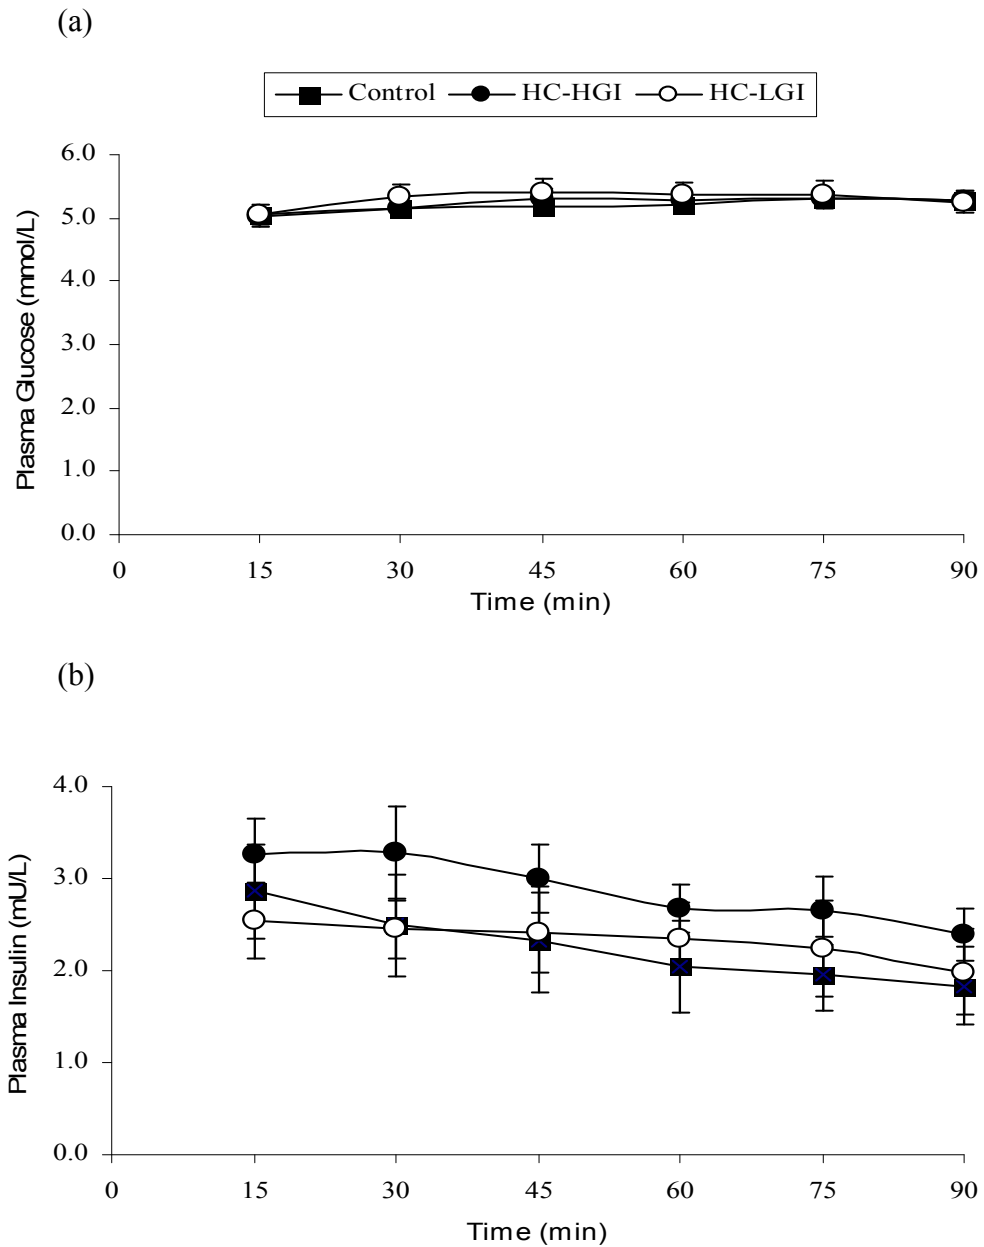 (a)
Control HC-HGI HC-LGI
6.0
5.0
4.0
3.0
2.0
1.0
0.0
Plasma Glucose (mmol/L)
0 15 30 45 60 75 90
Time (min)
(b)
4.0
3.0
2.0
1.0
0.0
Plasma Insulin (mU/L)
0 15 30 45 60 75 90
Time (min)